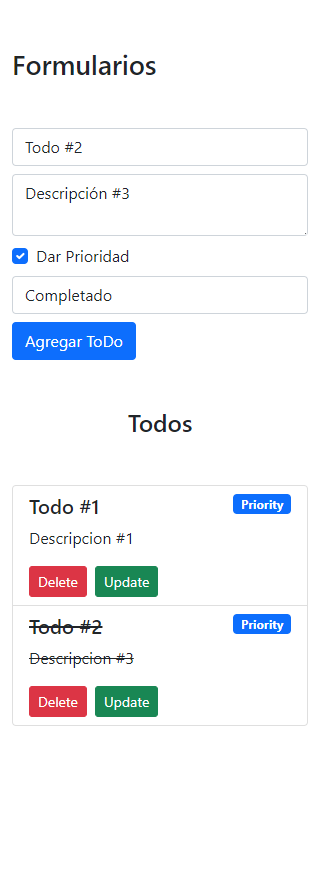 Formularios
Todo #2
Descripción #3
Dar Prioridad
Completado
Agregar ToDo
Todos
Todo #1
Priority
Descripcion #1
Delete Update
Todo #2
Priority
Descripcion #3
Delete Update